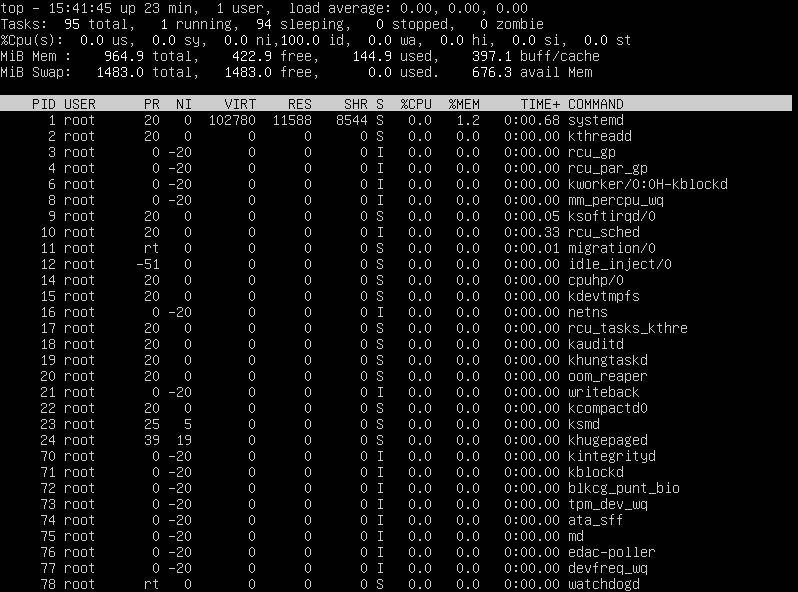 top - 15:41:45 up 23 min,  1 user,  load average: 0.00, 0.00, 0.00
Tasks:  95 total,   1 running,  94 sleeping,   0 stopped,   0 zombie
%Cpu(s):  0.0 us,  0.0 sy,  0.0 ni,100.0 id,  0.0 wa,  0.0 hi,  0.0 si,  0.0 st
MiB Mem :    964.9 total,    422.9 free,    144.9 used,    397.1 buff/cache
MiB Swap:   1483.0 total,   1483.0 free,      0.0 used.    676.3 avail Mem
    PID USER      PR  NI    VIRT    RES    SHR S  %CPU  %MEM     TIME+ COMMAND
      1 root      20   0  102780  11588   8544 S   0.0   1.2   0:00.68 systemd
      2 root      20   0       0      0      0 S   0.0   0.0   0:00.00 kthreadd
      3 root       0 -20       0      0      0 I   0.0   0.0   0:00.00 rcu_gp
      4 root       0 -20       0      0      0 I   0.0   0.0   0:00.00 rcu_par_gp
      6 root       0 -20       0      0      0 I   0.0   0.0   0:00.00 kworker/0:0H-kblockd
      8 root       0 -20       0      0      0 I   0.0   0.0   0:00.00 mm_percpu_wq
      9 root      20   0       0      0      0 S   0.0   0.0   0:00.05 ksoftirqd/0
     10 root      20   0       0      0      0 I   0.0   0.0   0:00.33 rcu_sched
     11 root      rt   0       0      0      0 S   0.0   0.0   0:00.01 migration/0
     12 root     -51   0       0      0      0 S   0.0   0.0   0:00.00 idle_inject/0
     14 root      20   0       0      0      0 S   0.0   0.0   0:00.00 cpuhp/0
     15 root      20   0       0      0      0 S   0.0   0.0   0:00.00 kdevtmpfs
     16 root       0 -20       0      0      0 I   0.0   0.0   0:00.00 netns
     17 root      20   0       0      0      0 S   0.0   0.0   0:00.00 rcu_tasks_kthre
     18 root      20   0       0      0      0 S   0.0   0.0   0:00.00 kauditd
     19 root      20   0       0      0      0 S   0.0   0.0   0:00.00 khungtaskd
     20 root      20   0       0      0      0 S   0.0   0.0   0:00.00 oom_reaper
     21 root       0 -20       0      0      0 I   0.0   0.0   0:00.00 writeback
     22 root      20   0       0      0      0 S   0.0   0.0   0:00.00 kcompactd0
     23 root      25   5       0      0      0 S   0.0   0.0   0:00.00 ksmd
     24 root      39  19       0      0      0 S   0.0   0.0   0:00.00 khugepaged
     70 root       0 -20       0      0      0 I   0.0   0.0   0:00.00 kintegrityd
     71 root       0 -20       0      0      0 I   0.0   0.0   0:00.00 kblockd
     72 root       0 -20       0      0      0 I   0.0   0.0   0:00.00 blkcg_punt_bio
     73 root       0 -20       0      0      0 I   0.0   0.0   0:00.00 tpm_dev_wq
     74 root       0 -20       0      0      0 I   0.0   0.0   0:00.00 ata_sff
     75 root       0 -20       0      0      0 I   0.0   0.0   0:00.00 md
     76 root       0 -20       0      0      0 I   0.0   0.0   0:00.00 edac-poller
     77 root       0 -20       0      0      0 I   0.0   0.0   0:00.00 devfreq_wq
     78 root      rt   0       0      0      0 S   0.0   0.0   0:00.00 watchdogd